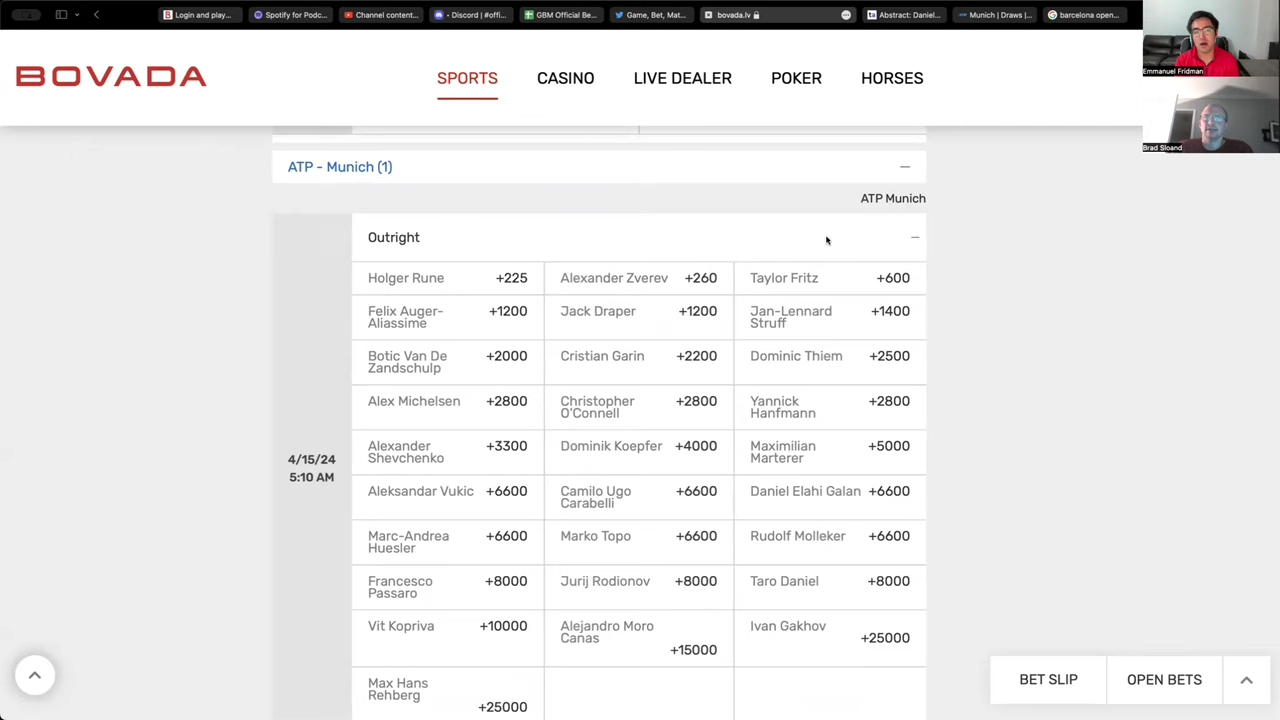 Login and play...
Spotify for Podc...
Channel content...
Discord | #offi...
GBM Official Be...
Game, Bet, Mat...
bovada.lv
Abstract: Daniel...
Munich | Draws |...
barcelona open...
BOVADA
SPORTS
CASINO
LIVE DEALER
POKER
HORSES
Emmanuel Fridman
Brad Sloand
ATP - Munich (1)
ATP Munich
Outright
4/15/24
5:10 AM
Holger Rune +225
Alexander Zverev +260
Taylor Fritz +600
Felix Auger-
Aliassime
+1200
Jack Draper +1200
Jan-Lennard
Struff
+1400
Botic Van De
Zandschulp
+2000
Cristian Garin +2200
Dominic Thiem +2500
Alex Michelsen +2800
Christopher
O'Connell
+2800
Yannick
Hanfmann
+2800
Alexander
Shevchenko
+3300
Dominik Koepfer +4000
Maximilian
Marterer
+5000
Aleksandar Vukic +6600
Camilo Ugo
Carabelli
+6600
Daniel Elahi Galan +6600
Marc-Andrea
Huesler
+6600
Marko Topo +6600
Rudolf Molleker +6600
Francesco
Passaro
+8000
Jurij Rodionov +8000
Taro Daniel +8000
Vit Kopriva +10000
Alejandro Moro
Canas
+15000
Ivan Gakhov
+25000
Max Hans
Rehberg
+25000
BET SLIP
OPEN BETS